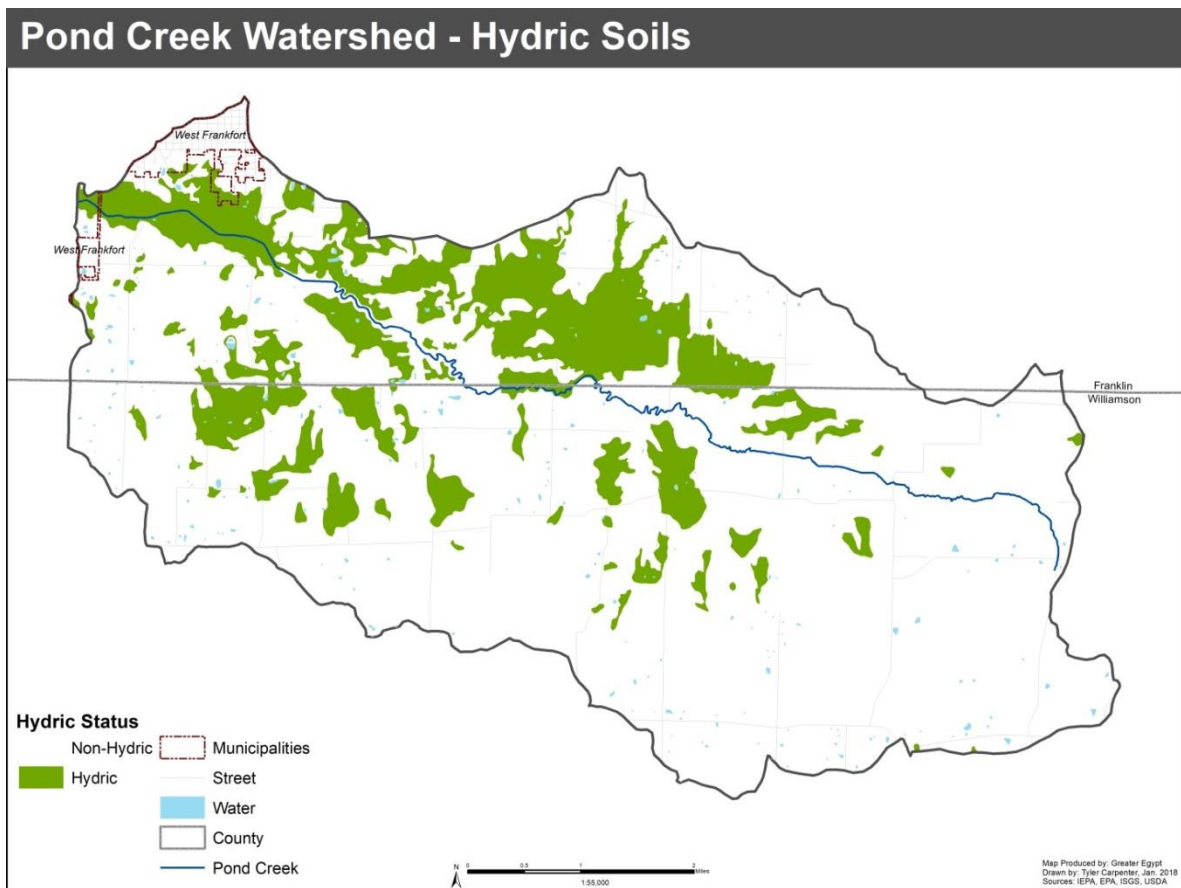 Pond Creek Watershed - Hydric Soils
West Frankfort
West Frankfort
Franklin
Williamson
Hydric Status
Non-Hydric
Hydric
Municipalities
Street
Water
County
Pond Creek
N
0 0.5 1 2
Miles
1:55,000
Map Produced by: Greater Egypt
Drawn by: Tyler Carpenter, Jan. 2018
Sources: IEPA, EPA, ISGS, USDA